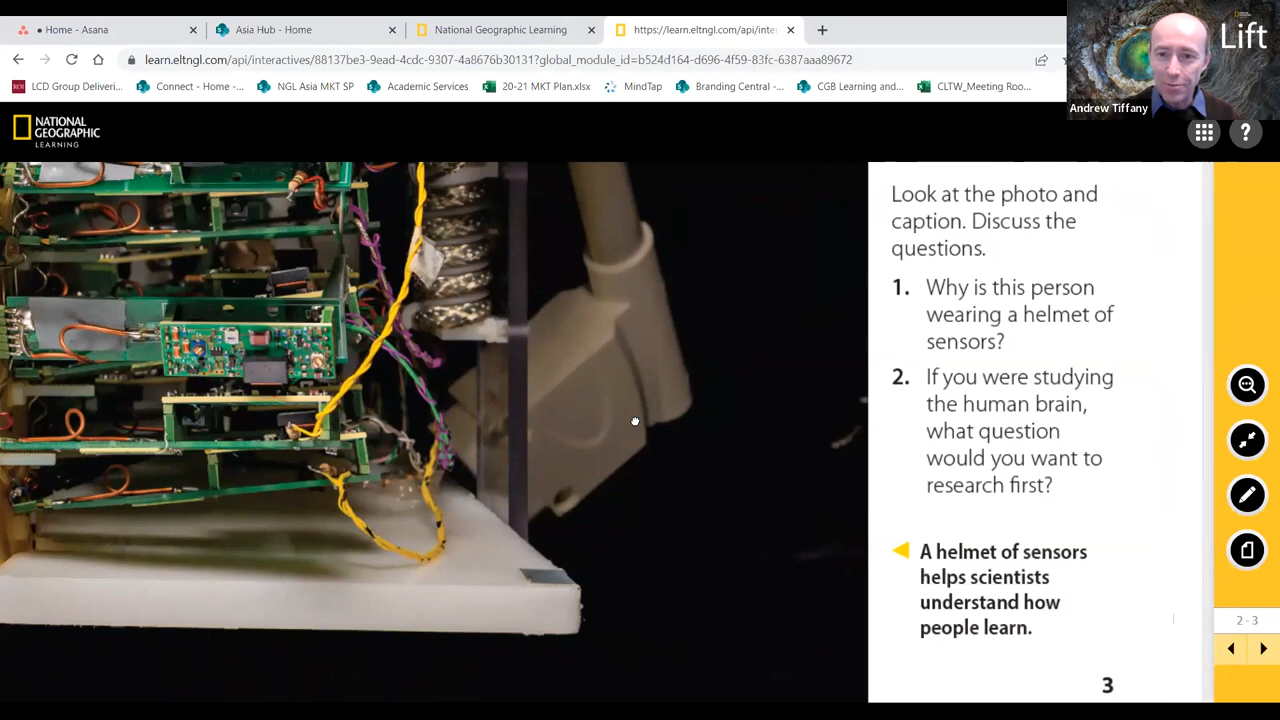 • Home - Asana
Asia Hub - Home
National Geographic Learning
https://learn.eltngl.com/api/inte
Lift
learn.eltngl.com/api/interactives/88137be3-9ead-4cdc-9307-4a8676b30131?global_module_id=b524d164-d696-4f59-83fc-6387aaa89672
LCD Group Deliveri...
Connect - Home -...
NGL Asia MKT SP
Academic Services
20-21 MKT Plan.xlsx
MindTap
Branding Central -...
CGB Learning and...
CLTW_Meeting Roo...
Andrew Tiffany
NATIONAL
GEOGRAPHIC
LEARNING
?
Look at the photo and
caption. Discuss the
questions.
1. Why is this person
wearing a helmet of
sensors?
2. If you were studying
the human brain,
what question
would you want to
research first?
A helmet of sensors
helps scientists
understand how
people learn.
2 - 3
3